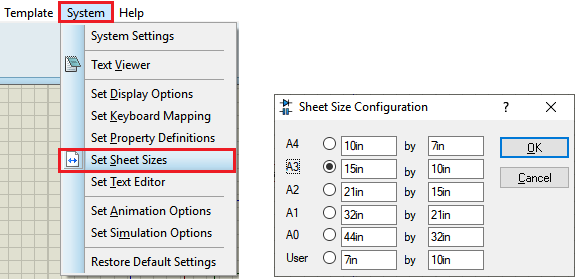 Template System Help
System Settings
Text Viewer
Set Display Options
Set Keyboard Mapping
Set Property Definitions
Set Sheet Sizes
Set Text Editor
Set Animation Options
Set Simulation Options
Restore Default Settings
Sheet Size Configuration ? ×
A4 10in by 7in OK
A3 15in by 10in
A2 21in by 15in Cancel
A1 32in by 21in
A0 44in by 32in
User 7in by 10in